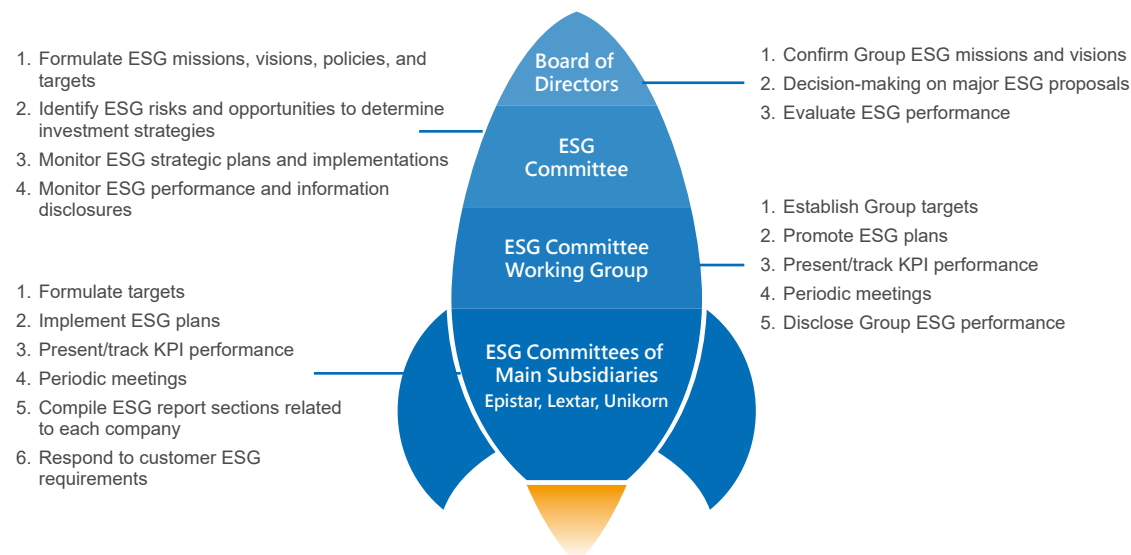 1. Formulate ESG missions, visions, policies, and
targets
2. Identify ESG risks and opportunities to determine
investment strategies
3. Monitor ESG strategic plans and implementations
4. Monitor ESG performance and information
disclosures
Board of
Directors
1. Confirm Group ESG missions and visions
2. Decision-making on major ESG proposals
3. Evaluate ESG performance
ESG
Committee
ESG Committee
Working Group
1. Establish Group targets
2. Promote ESG plans
3. Present/track KPI performance
4. Periodic meetings
5. Disclose Group ESG performance
1. Formulate targets
2. Implement ESG plans
3. Present/track KPI performance
4. Periodic meetings
5. Compile ESG report sections related
to each company
6. Respond to customer ESG
requirements
ESG Committees of
Main Subsidiaries
Epistar, Lextar, Unikorn